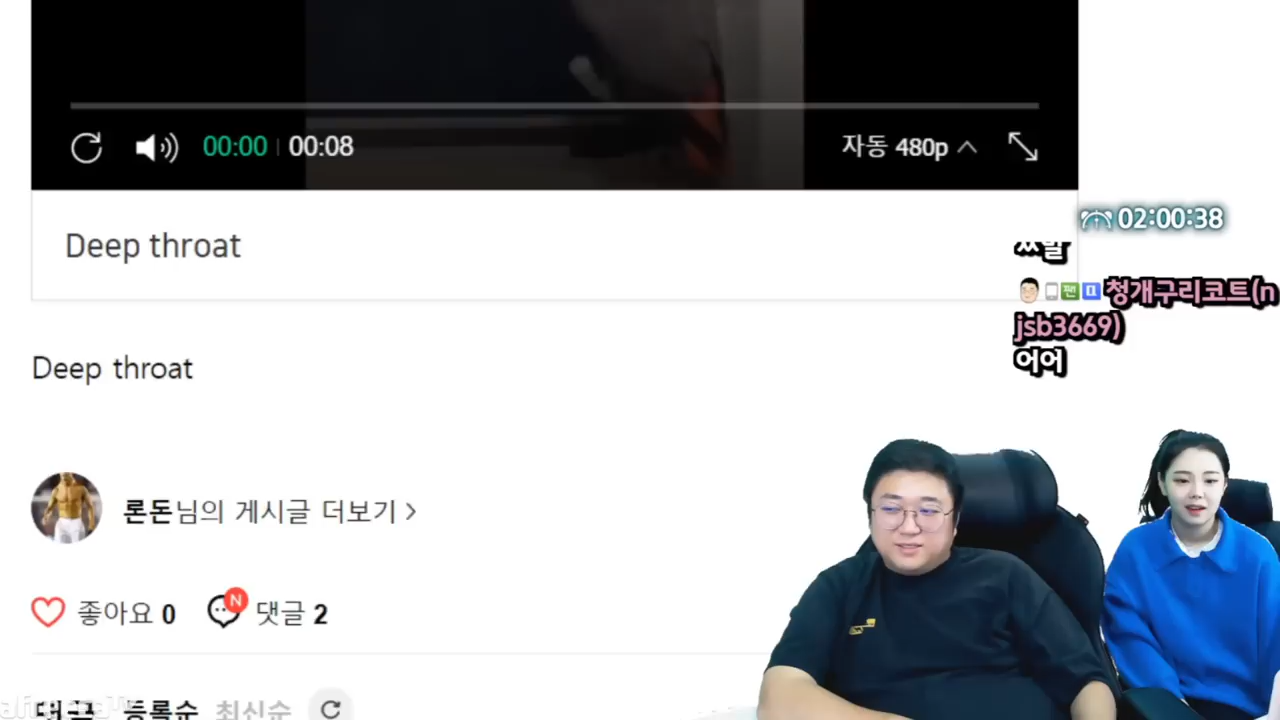 00:00 00:08
자동 480p
Deep throat
02:00:38
청개구리코트(n
jsb3669)
어어
Deep throat
론돈님의 게시글 더보기
좋아요 0 N 댓글 2
댓글 등록순 최신순